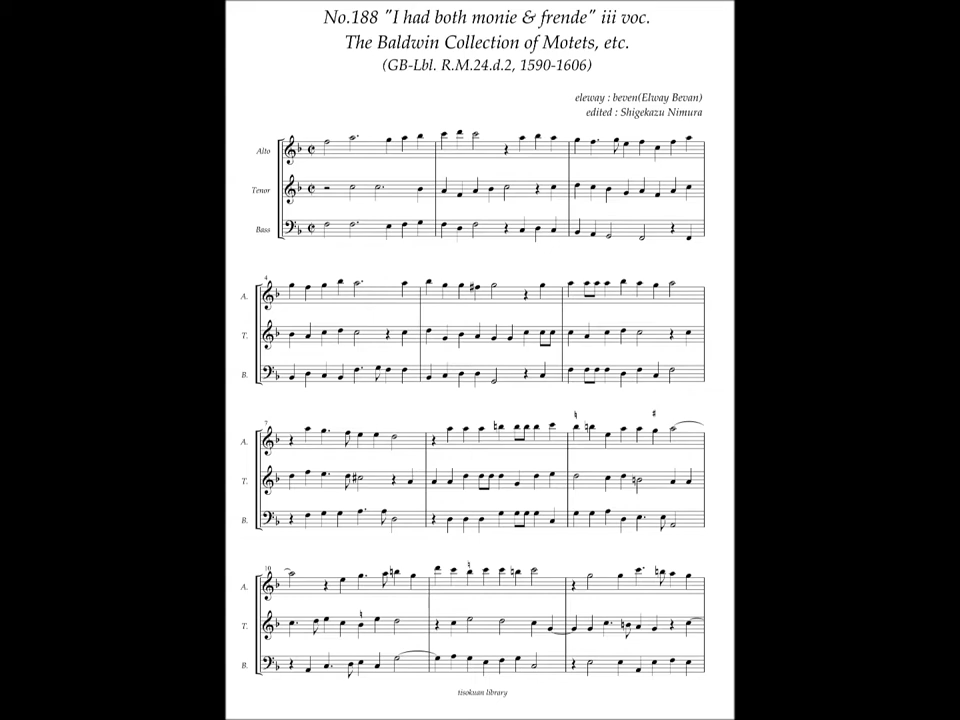 No.188 "I had both monie & frende" iii voc.
The Baldwin Collection of Motets, etc.
(GB-Lbl. R.M.24.d.2, 1590-1606)
eleway : beven(Elway Bevan)
edited : Shigekazu Nimura
Alto
Tenor
Bass
4
A.
T.
B.
7
A.
T.
B.
10
A.
T.
B.
tisokuan library